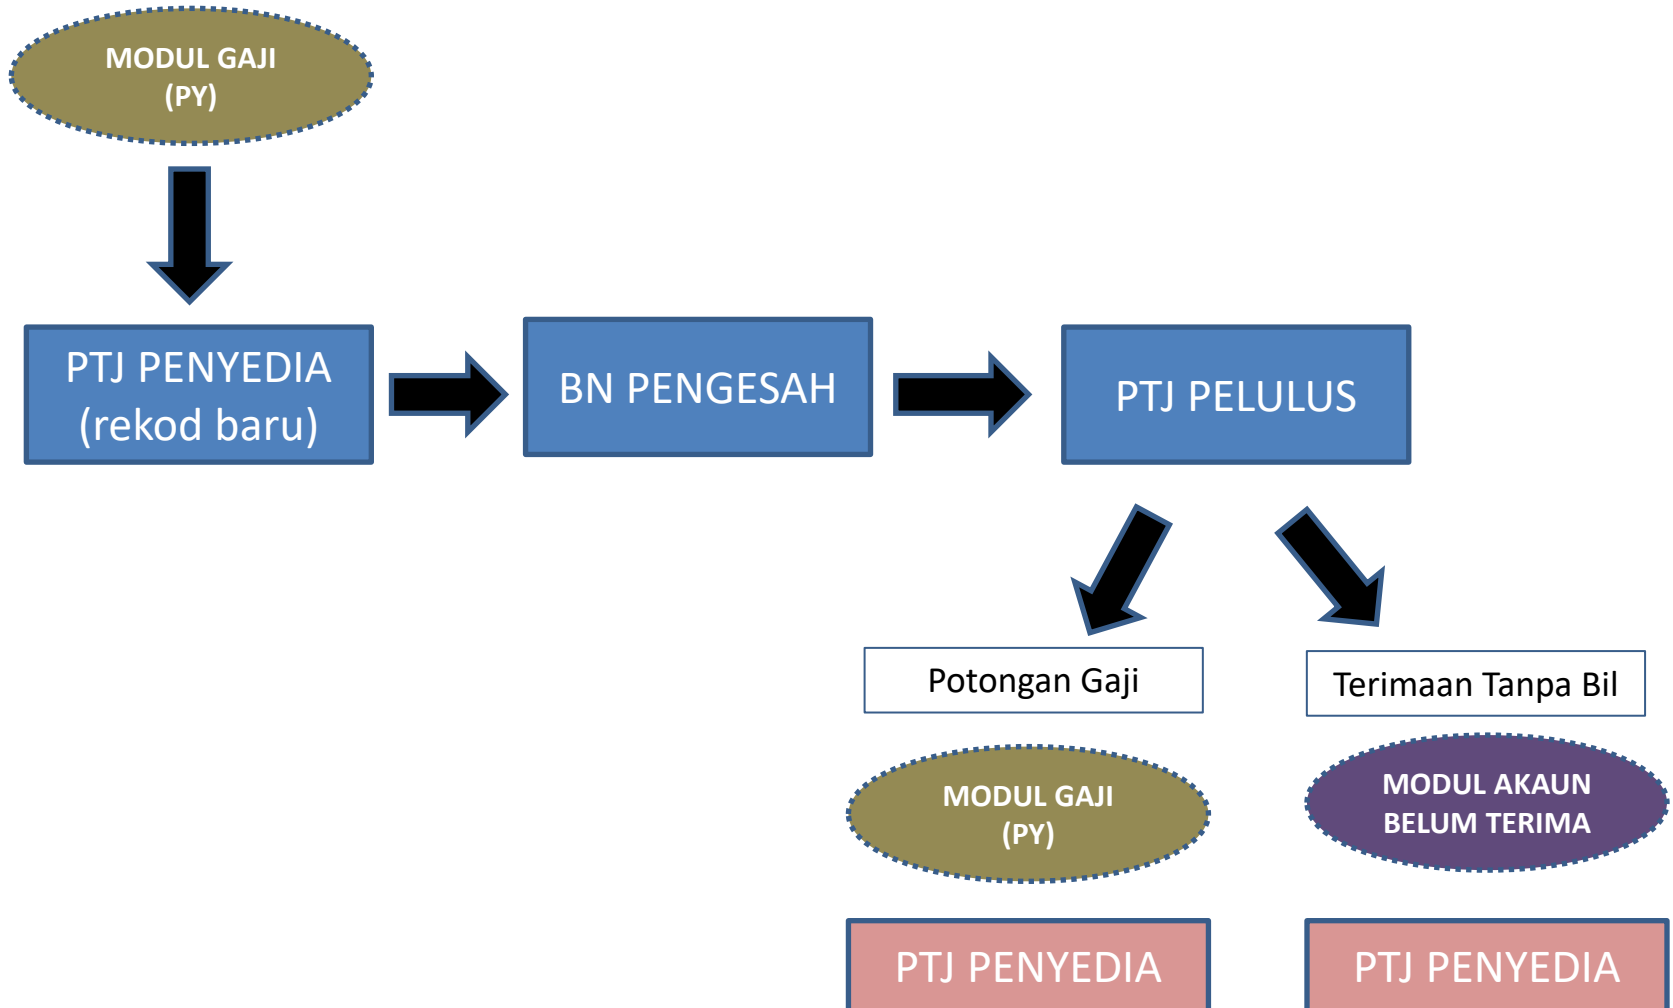 MODUL GAJI
(PY)
PTJ PENYEDIA
(rekod baru)
BN PENGESAH
PTJ PELULUS
Potongan Gaji
Terimaan Tanpa Bil
MODUL GAJI
(PY)
MODUL AKAUN
BELUM TERIMA
PTJ PENYEDIA
PTJ PENYEDIA